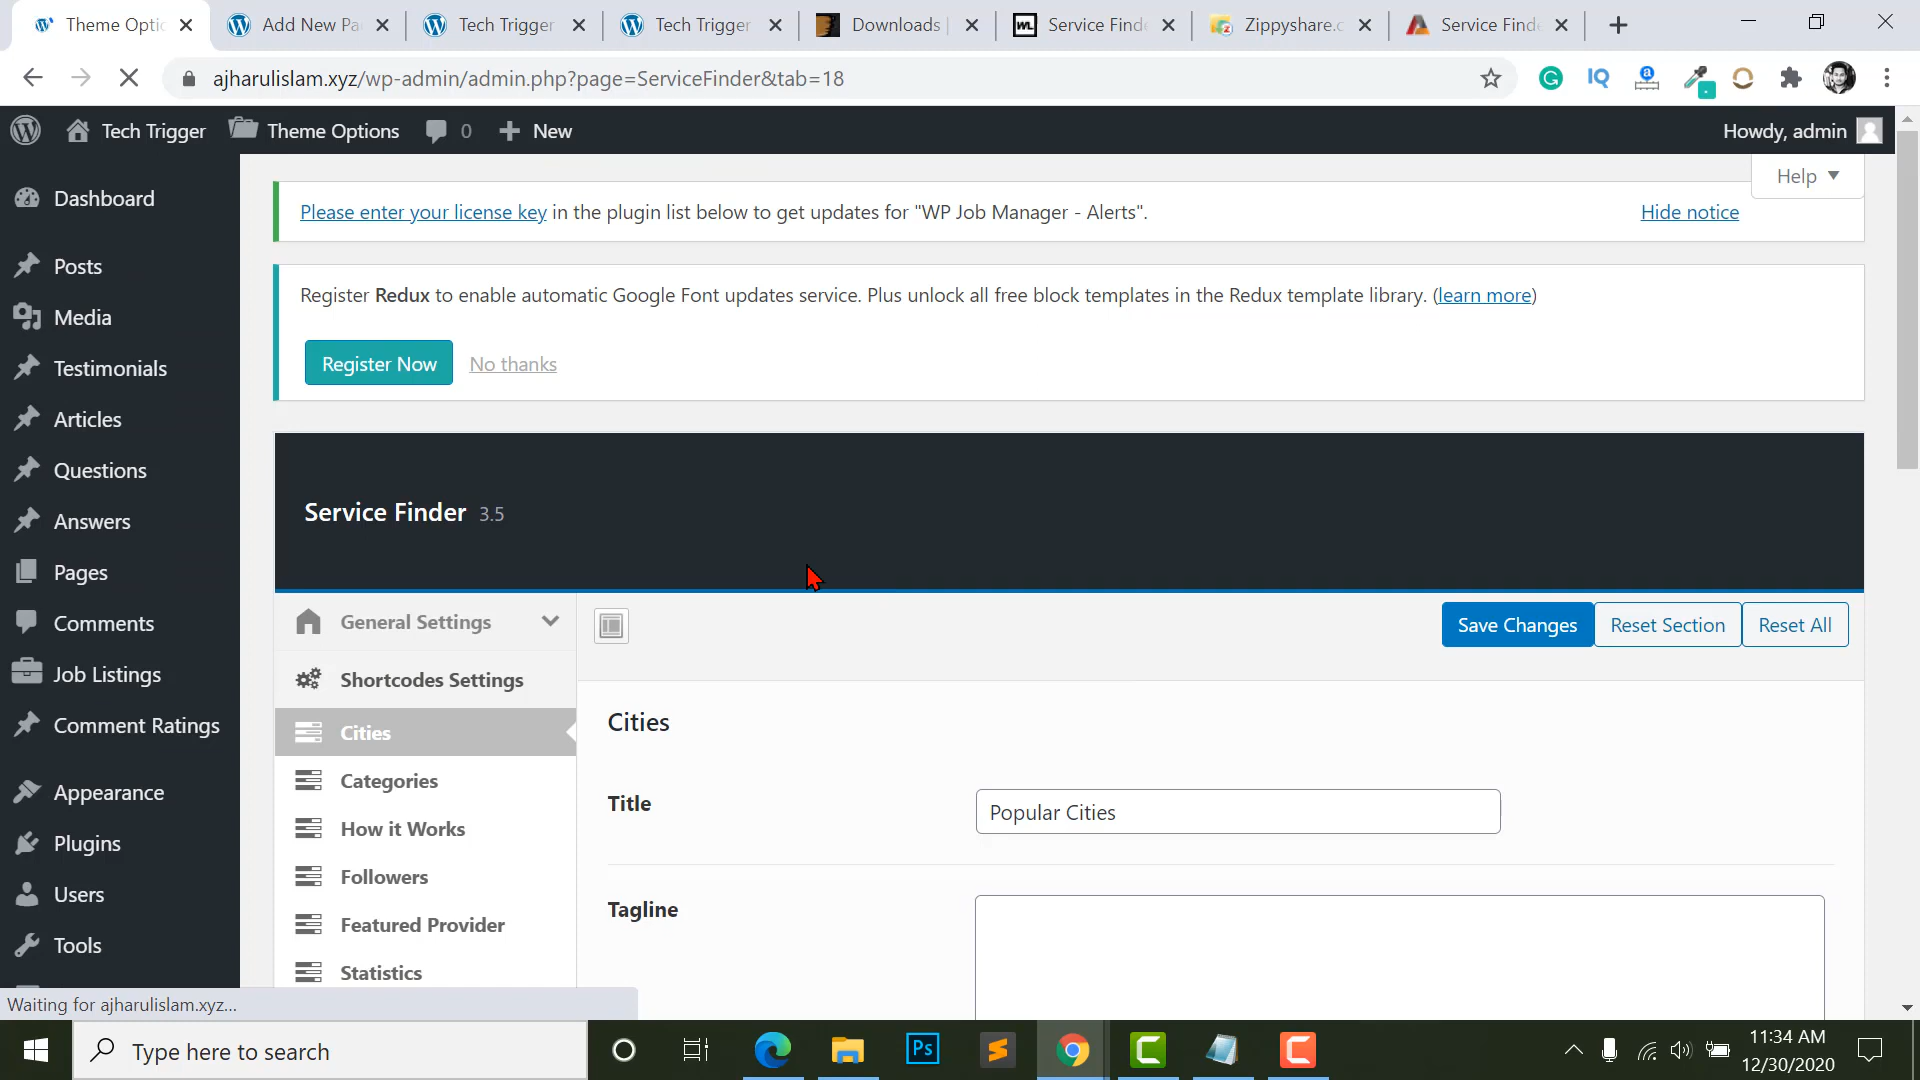 Theme Optic
Add New Pa
Tech Trigger
Tech Trigger
Downloads |
Service Finde
Zippyshare.c
Service Finde
ajharulislam.xyz/wp-admin/admin.php?page=ServiceFinder&tab=18
Tech Trigger
Theme Options
0
New
Howdy, admin
Help
Dashboard
Posts
Media
Testimonials
Articles
Questions
Answers
Pages
Comments
Job Listings
Comment Ratings
Appearance
Plugins
Users
Tools
Please enter your license key in the plugin list below to get updates for "WP Job Manager - Alerts".
Hide notice
Register Redux to enable automatic Google Font updates service. Plus unlock all free block templates in the Redux template library. (learn more)
Register Now
No thanks
Service Finder 3.5
General Settings
Shortcodes Settings
Cities
Categories
How it Works
Followers
Featured Provider
Statistics
Save Changes
Reset Section
Reset All
Cities
Title
Popular Cities
Tagline
Waiting for ajharulislam.xyz...
Type here to search
Ps
11:34 AM
12/30/2020